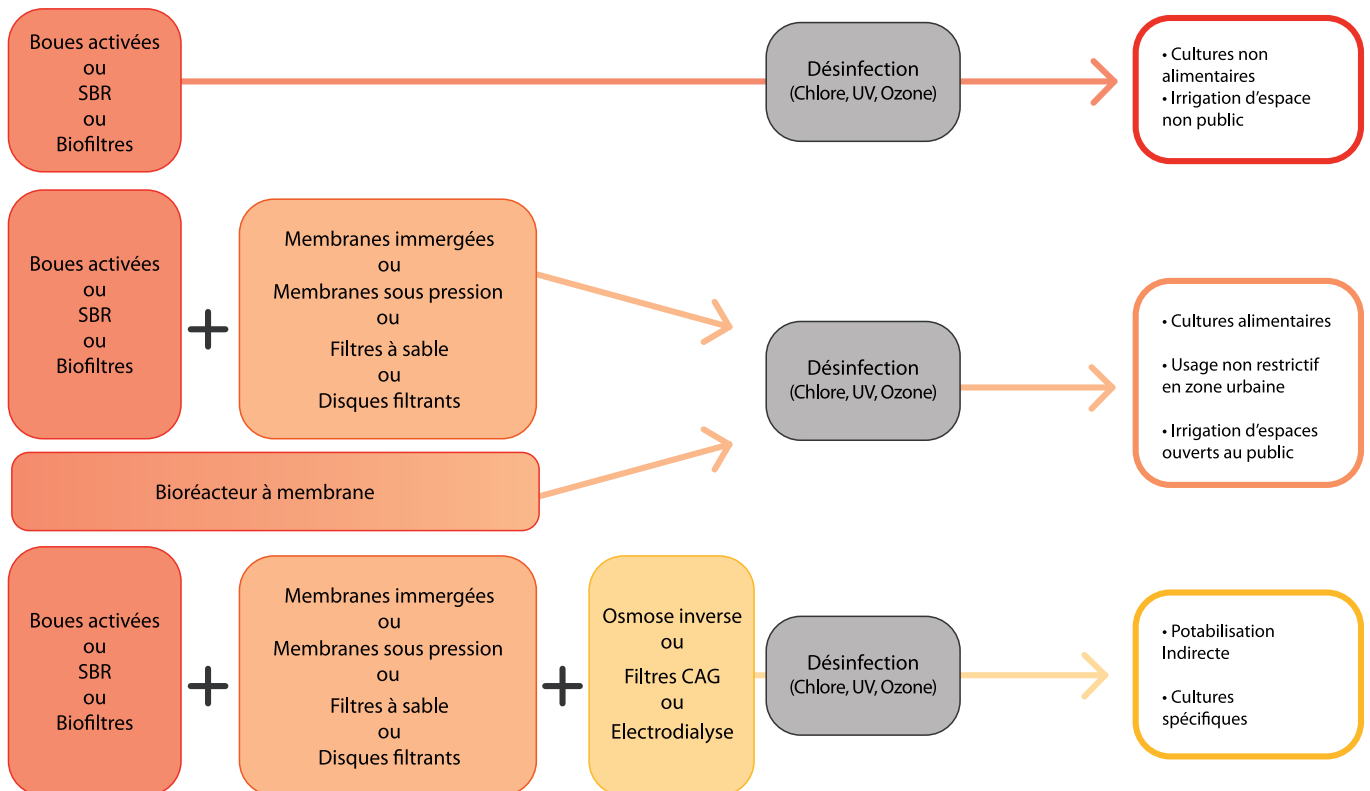 Boues activées
ou
SBR
ou
Biofiltres
Désinfection
(Chlore, UV, Ozone)
• Cultures non
alimentaires
• Irrigation d'espace
non public
Boues activées
ou
SBR
ou
Biofiltres
+
Membranes immergées
ou
Membranes sous pression
ou
Filtres à sable
ou
Disques filtrants
Bioréacteur à membrane
Désinfection
(Chlore, UV, Ozone)
• Cultures alimentaires
• Usage non restrictif
en zone urbaine
• Irrigation d'espaces
ouverts au public
Boues activées
ou
SBR
ou
Biofiltres
+
Membranes immergées
ou
Membranes sous pression
ou
Filtres à sable
ou
Disques filtrants
+
Osmose inverse
ou
Filtres CAG
ou
Electrodialyse
Désinfection
(Chlore, UV, Ozone)
• Potabilisation
Indirecte
• Cultures
spécifiques